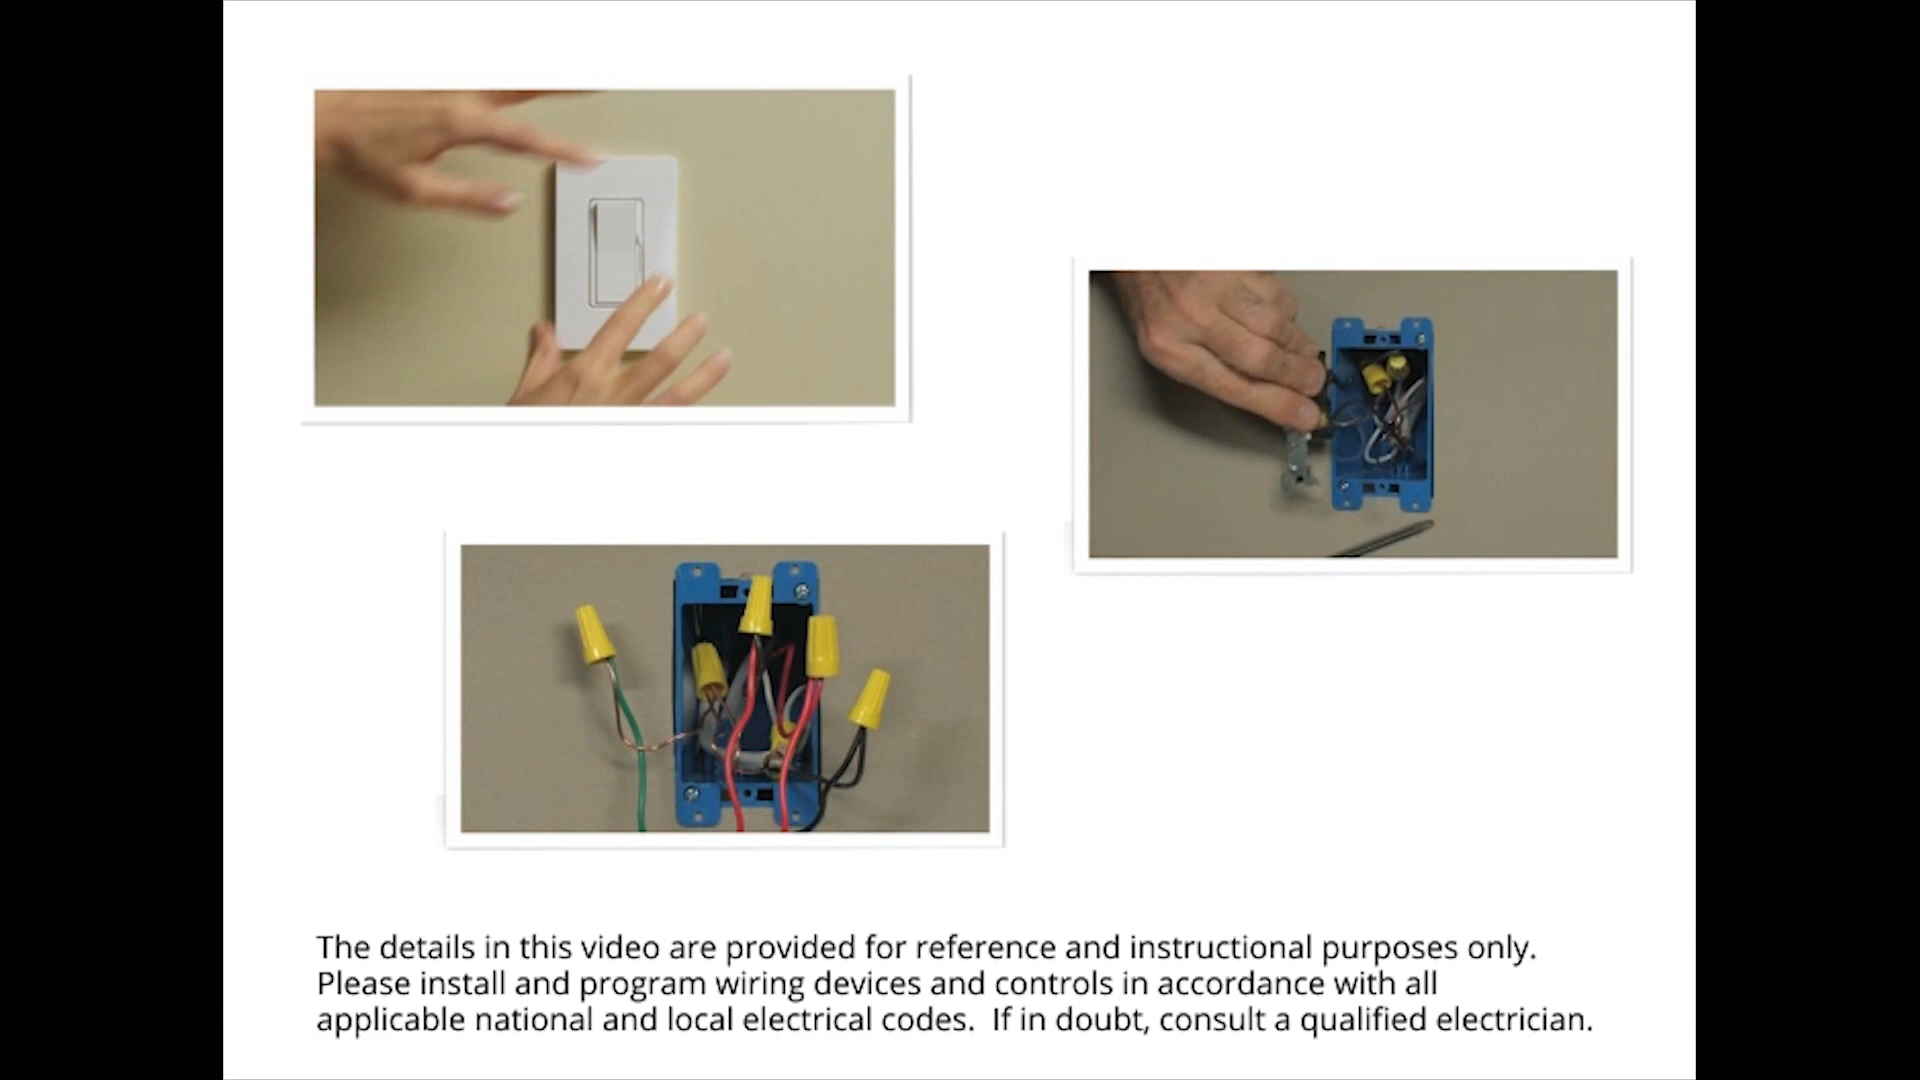 The details in this video are provided for reference and instructional purposes only.
Please install and program wiring devices and controls in accordance with all
applicable national and local electrical codes.  If in doubt, consult a qualified electrician.